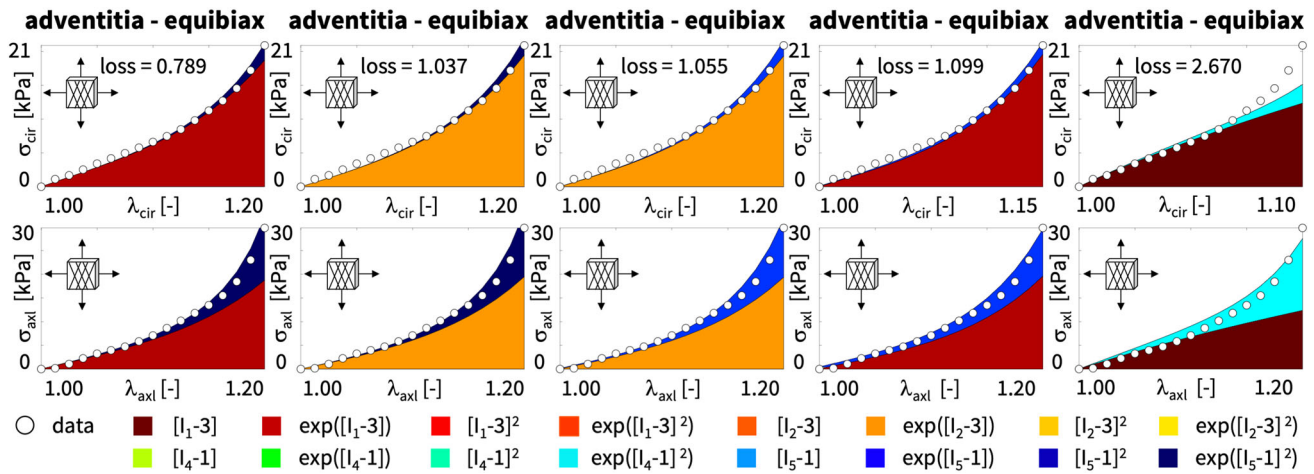 adventitia - equibiax adventitia - equibiax adventitia - equibiax adventitia - equibiax adventitia - equibiax
21 21 21 21 21
loss = 0.789 loss = 1.037 loss = 1.055 loss = 1.099 loss = 2.670
σcir [kPa] σcir [kPa] σcir [kPa] σcir [kPa] σcir [kPa]
0 0 0 0 0
1.00 λcir [-] 1.20 1.00 λcir [-] 1.20 1.00 λcir [-] 1.20 1.00 λcir [-] 1.15 1.00 λcir [-] 1.10
30 30 30 30 30
σaxl [kPa] σaxl [kPa] σaxl [kPa] σaxl [kPa] σaxl [kPa]
0 0 0 0 0
1.00 λaxl [-] 1.20 1.00 λaxl [-] 1.20 1.00 λaxl [-] 1.20 1.00 λaxl [-] 1.20 1.00 λaxl [-] 1.20
data [I₁-3] exp([I₁-3]) [I₁-3]² exp([I₁-3]²) [I₂-3] exp([I₂-3]) [I₂-3]² exp([I₂-3]²)
[I₄-1] exp([I₄-1]) [I₄-1]² exp([I₄-1]²) [I₅-1] exp([I₅-1]) [I₅-1]² exp([I₅-1]²)